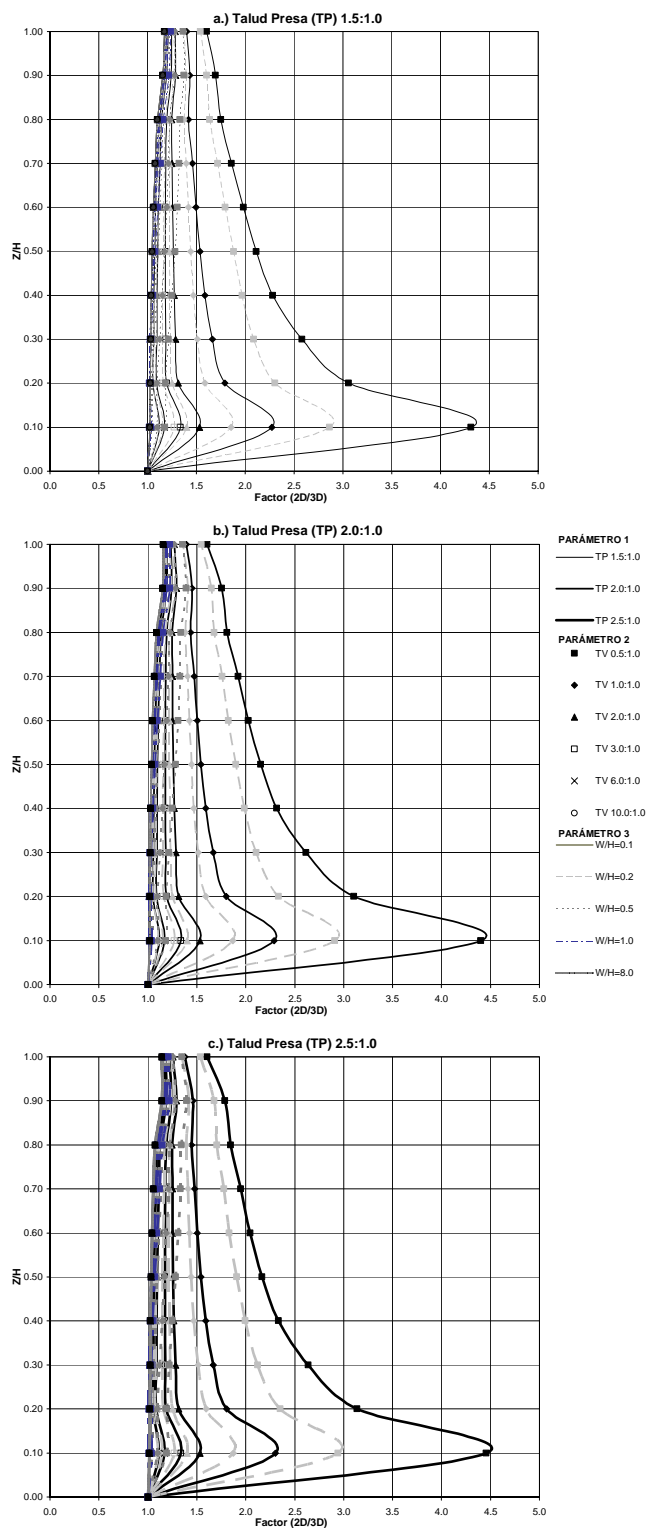 a.) Talud Presa (TP) 1.5:1.0
1.00
0.90
0.80
0.70
0.60
0.50
0.40
0.30
0.20
0.10
0.00
Z/H
0.0 0.5 1.0 1.5 2.0 2.5 3.0 3.5 4.0 4.5 5.0
Factor (2D/3D)
b.) Talud Presa (TP) 2.0:1.0
1.00
0.90
0.80
0.70
0.60
0.50
0.40
0.30
0.20
0.10
0.00
Z/H
0.0 0.5 1.0 1.5 2.0 2.5 3.0 3.5 4.0 4.5 5.0
Factor (2D/3D)
PARÁMETRO 1
TP 1.5:1.0
TP 2.0:1.0
TP 2.5:1.0
PARÁMETRO 2
TV 0.5:1.0
TV 1.0:1.0
TV 2.0:1.0
TV 3.0:1.0
TV 6.0:1.0
TV 10.0:1.0
PARÁMETRO 3
W/H=0.1
W/H=0.2
W/H=0.5
W/H=1.0
W/H=8.0
c.) Talud Presa (TP) 2.5:1.0
1.00
0.90
0.80
0.70
0.60
0.50
0.40
0.30
0.20
0.10
0.00
Z/H
0.0 0.5 1.0 1.5 2.0 2.5 3.0 3.5 4.0 4.5 5.0
Factor (2D/3D)